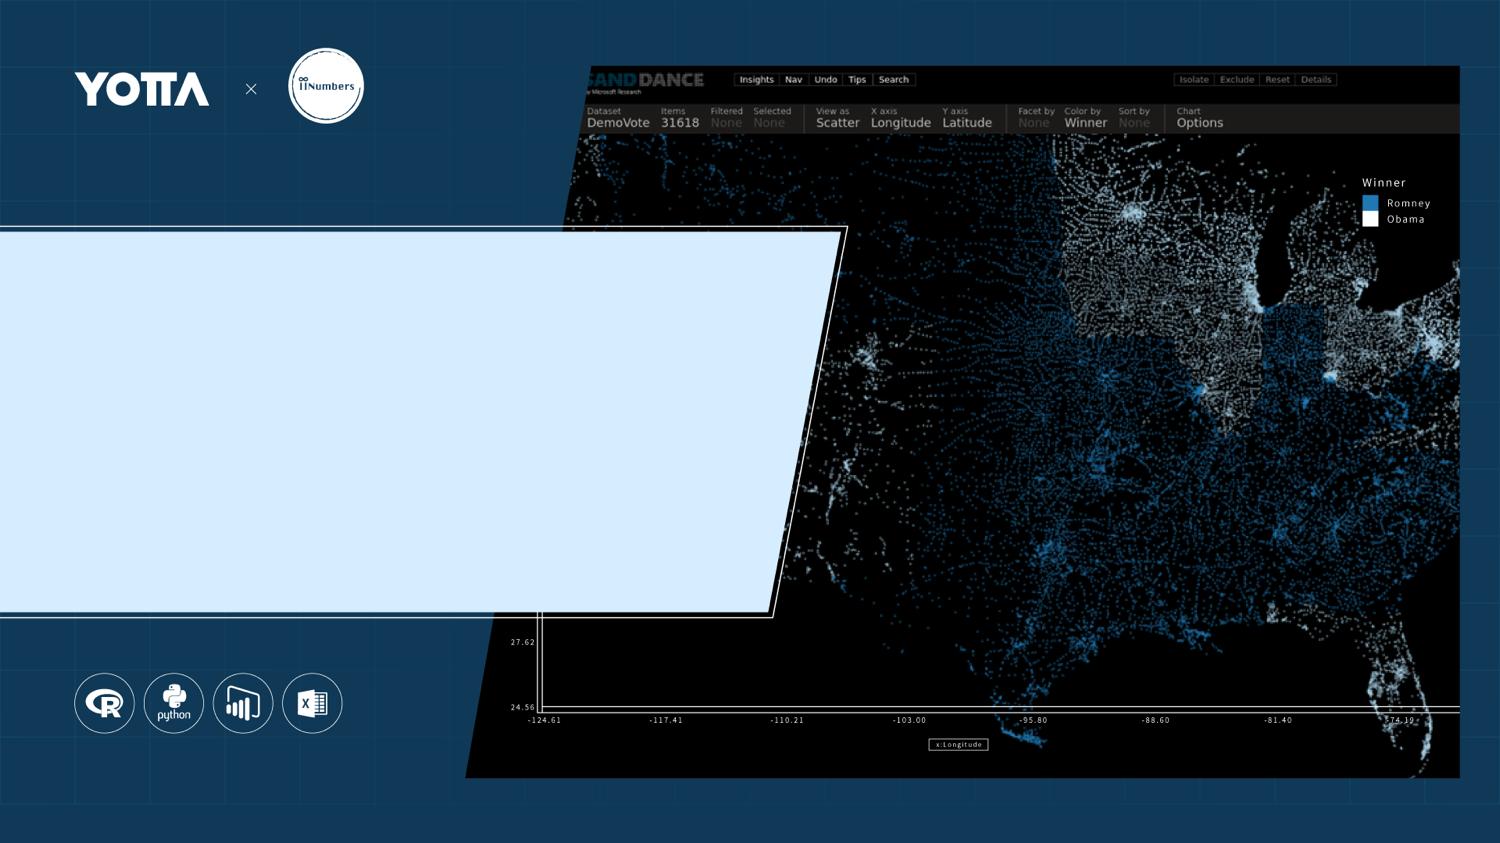 YOTTA
×
IINumbers
SANDDANCE
by Microsoft Research
Insights Nav Undo Tips Search
Isolate Exclude Reset Details
Dataset Items Filtered Selected View as X axis Y axis Facet by Color by Sort by Chart
DemoVote 31618 None None Scatter Longitude Latitude None Winner None Options
Winner
Romney
Obama
27.62
24.56
-124.61 -117.41 -110.21 -103.00 -95.80 -88.60 -81.40 -74.19
x:Longitude
R
python
X